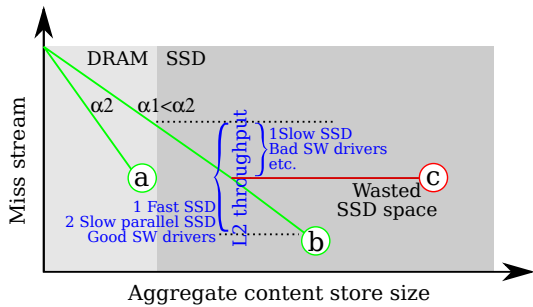 DRAM SSD
α2
α1<α2
1Slow SSD
Bad SW drivers
etc.
L2 throughput
a
c
Wasted
SSD space
1 Fast SSD
2 Slow parallel SSD
Good SW drivers
b
Miss stream
Aggregate content store size